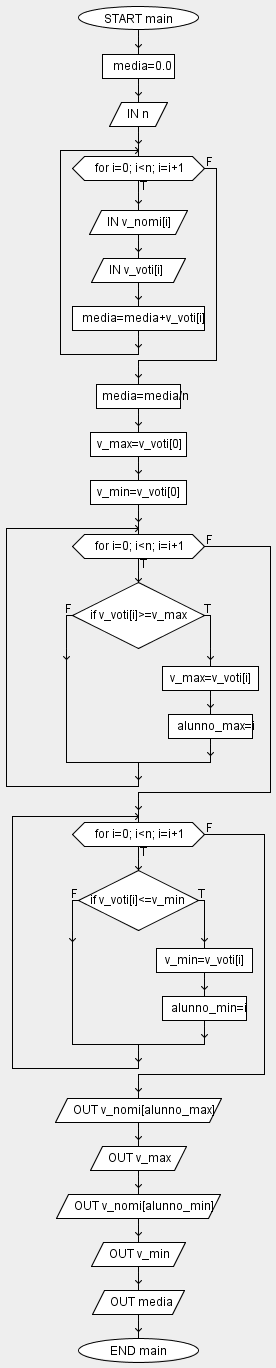 START main
media=0.0
IN n
for i=0; i<n; i=i+1
F
T
IN v_nomi[i]
IN v_voti[i]
media=media+v_voti[i]
media=media/n
v_max=v_voti[0]
v_min=v_voti[0]
for i=0; i<n; i=i+1
F
T
if v_voti[i]>=v_max
F
T
v_max=v_voti[i]
alunno_max=i
for i=0; i<n; i=i+1
F
T
if v_voti[i]<=v_min
F
T
v_min=v_voti[i]
alunno_min=i
OUT v_nomi[alunno_max]
OUT v_max
OUT v_nomi[alunno_min]
OUT v_min
OUT media
END main